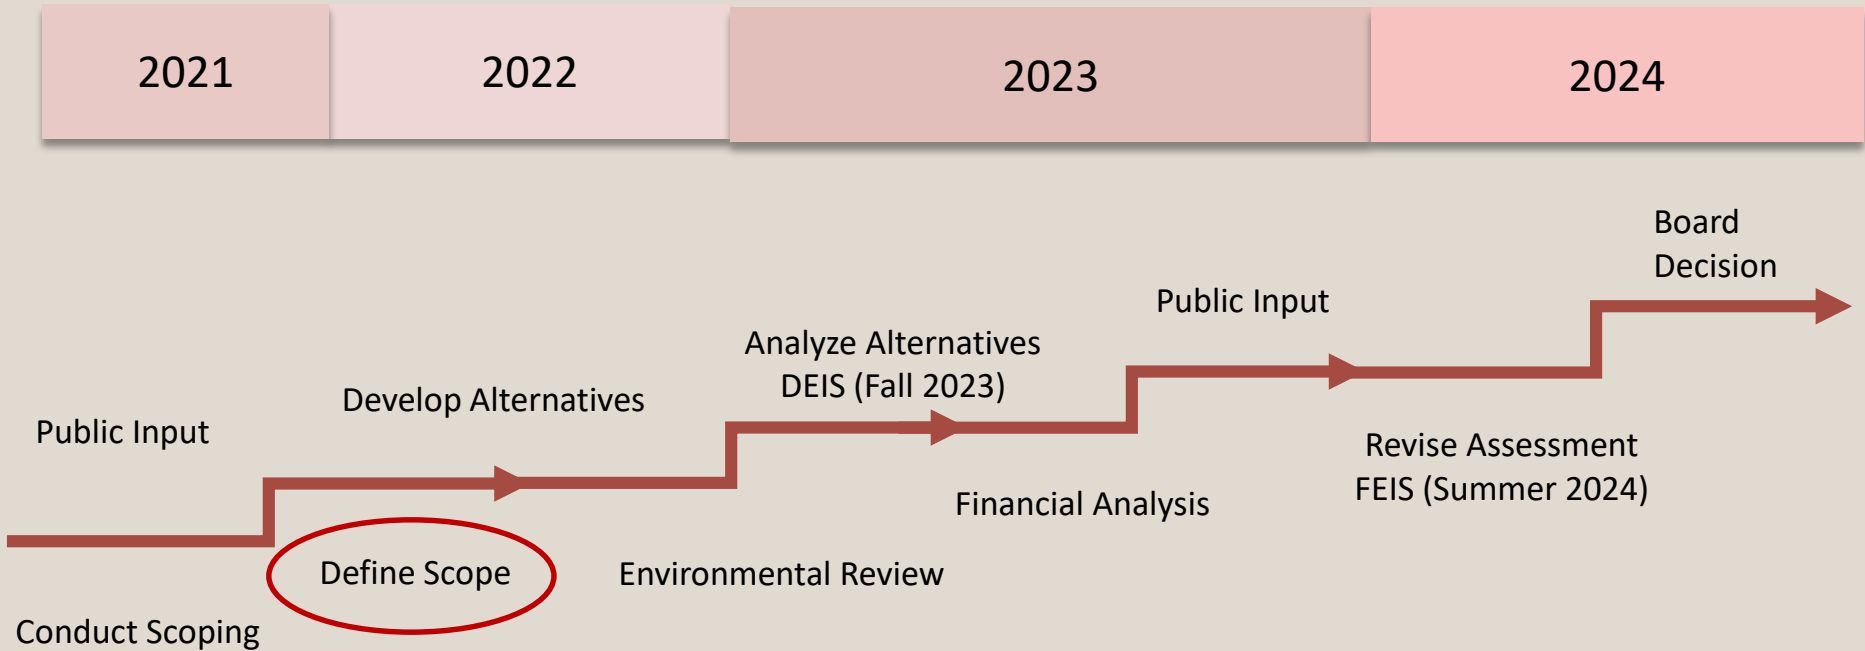 2021
2022
2023
2024
Public Input
Conduct Scoping
Develop Alternatives
Define Scope
Environmental Review
Analyze Alternatives
DEIS (Fall 2023)
Financial Analysis
Public Input
Revise Assessment
FEIS (Summer 2024)
Board
Decision